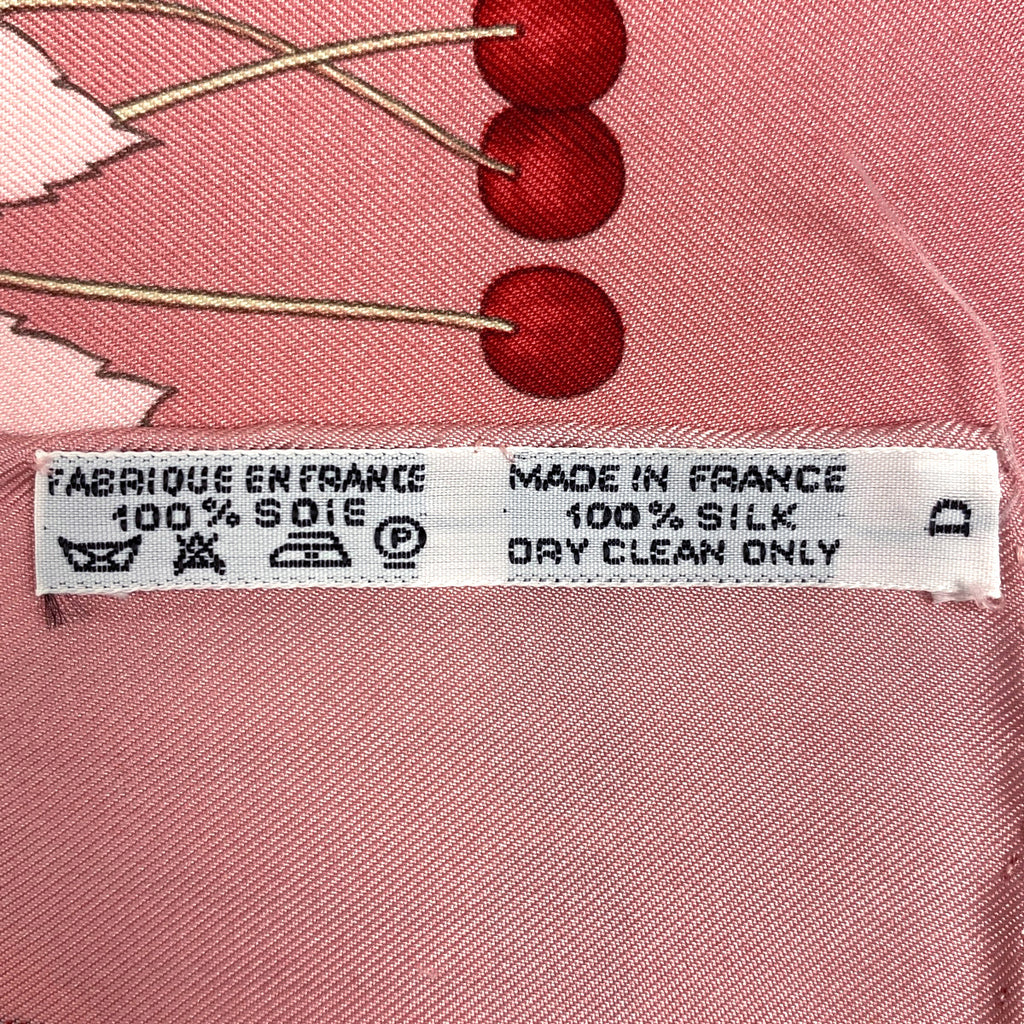 FABRIQUE EN FRANCE
100% SOIE
P
MADE IN FRANCE
100% SILK
DRY CLEAN ONLY
D